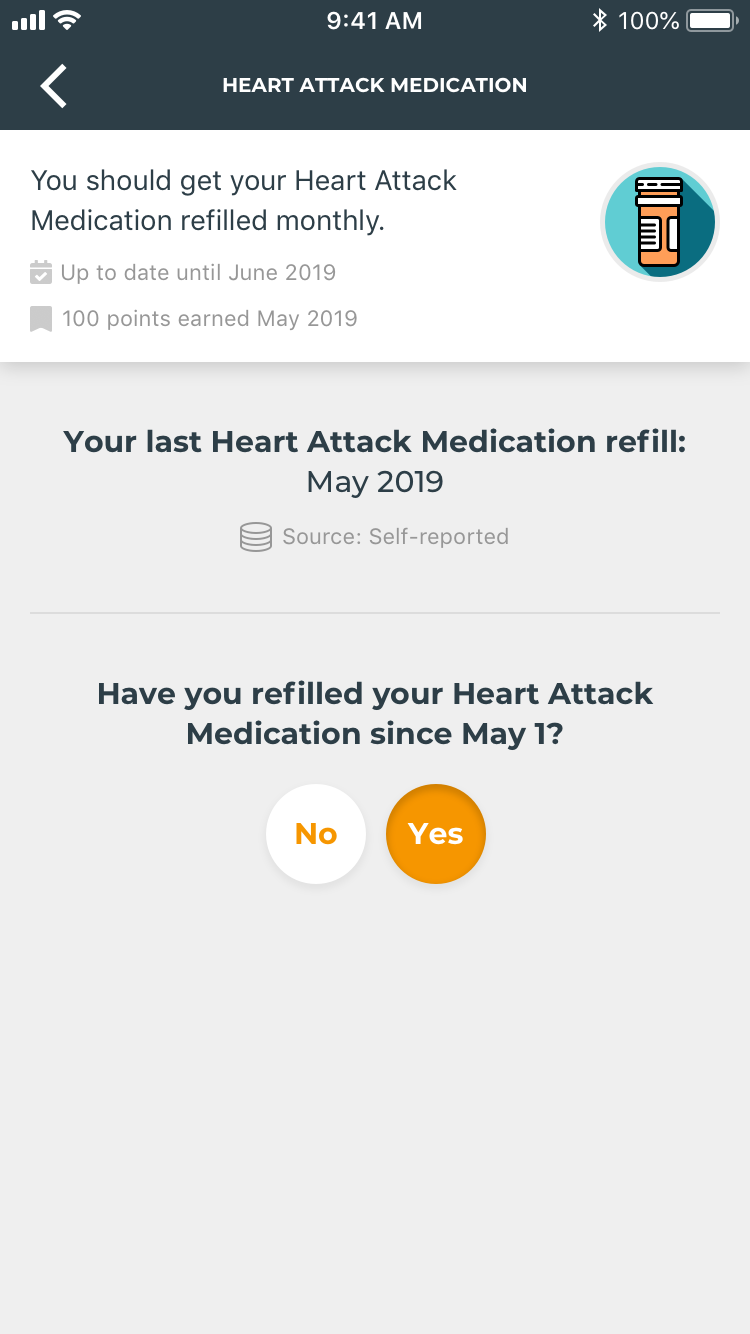 9:41 AM
100%
HEART ATTACK MEDICATION
You should get your Heart Attack
Medication refilled monthly.
Up to date until June 2019
100 points earned May 2019
Your last Heart Attack Medication refill:
May 2019
Source: Self-reported
Have you refilled your Heart Attack
Medication since May 1?
No
Yes